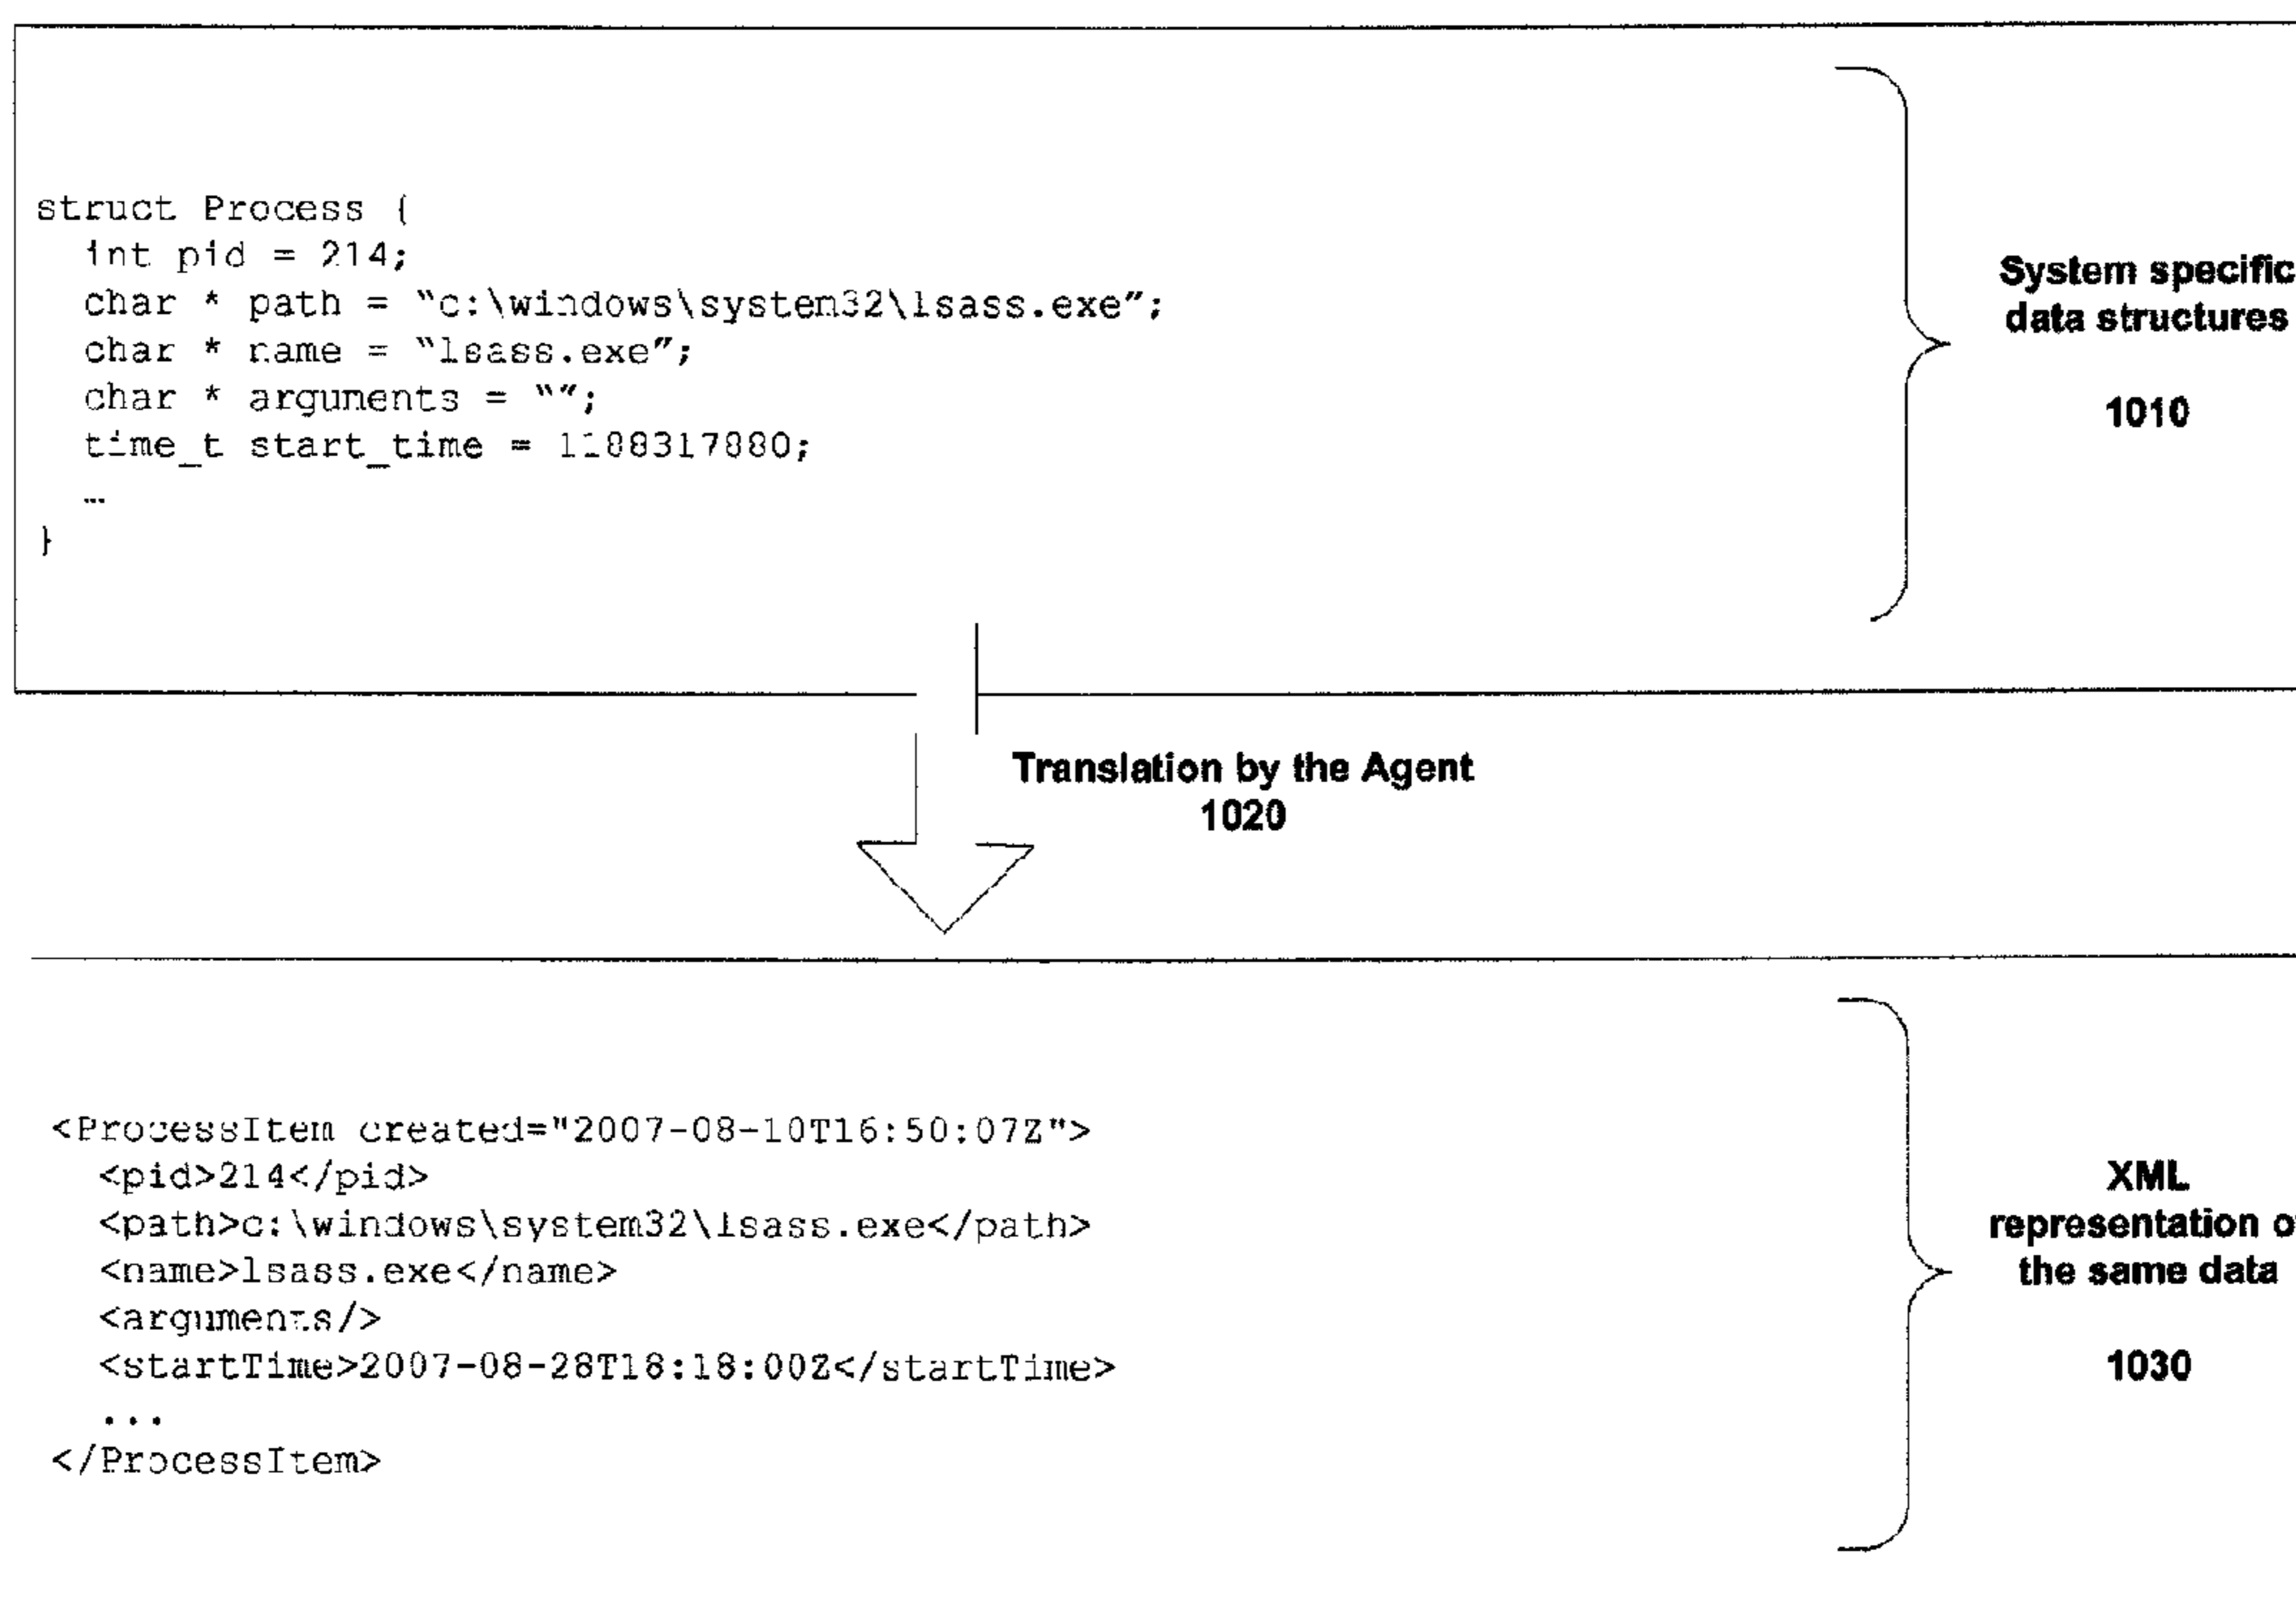 struct Process {
int pid = 214;
char * path = “c:\windows\system32\lsass.exe”;
char * name = “lsass.exe”;
char * arguments = “”;
time_t start_time = 1188317880;
…
}
System specific
data structures
1010
Translation by the Agent
1020
<ProcessItem created="2007-08-10T16:50:07Z">
<pid>214</pid>
<path>c:\windows\system32\lsass.exe</path>
<name>lsass.exe</name>
<arguments/>
<startTime>2007-08-28T18:18:00Z</startTime>
...
</ProcessItem>
XML
representation of
the same data
1030